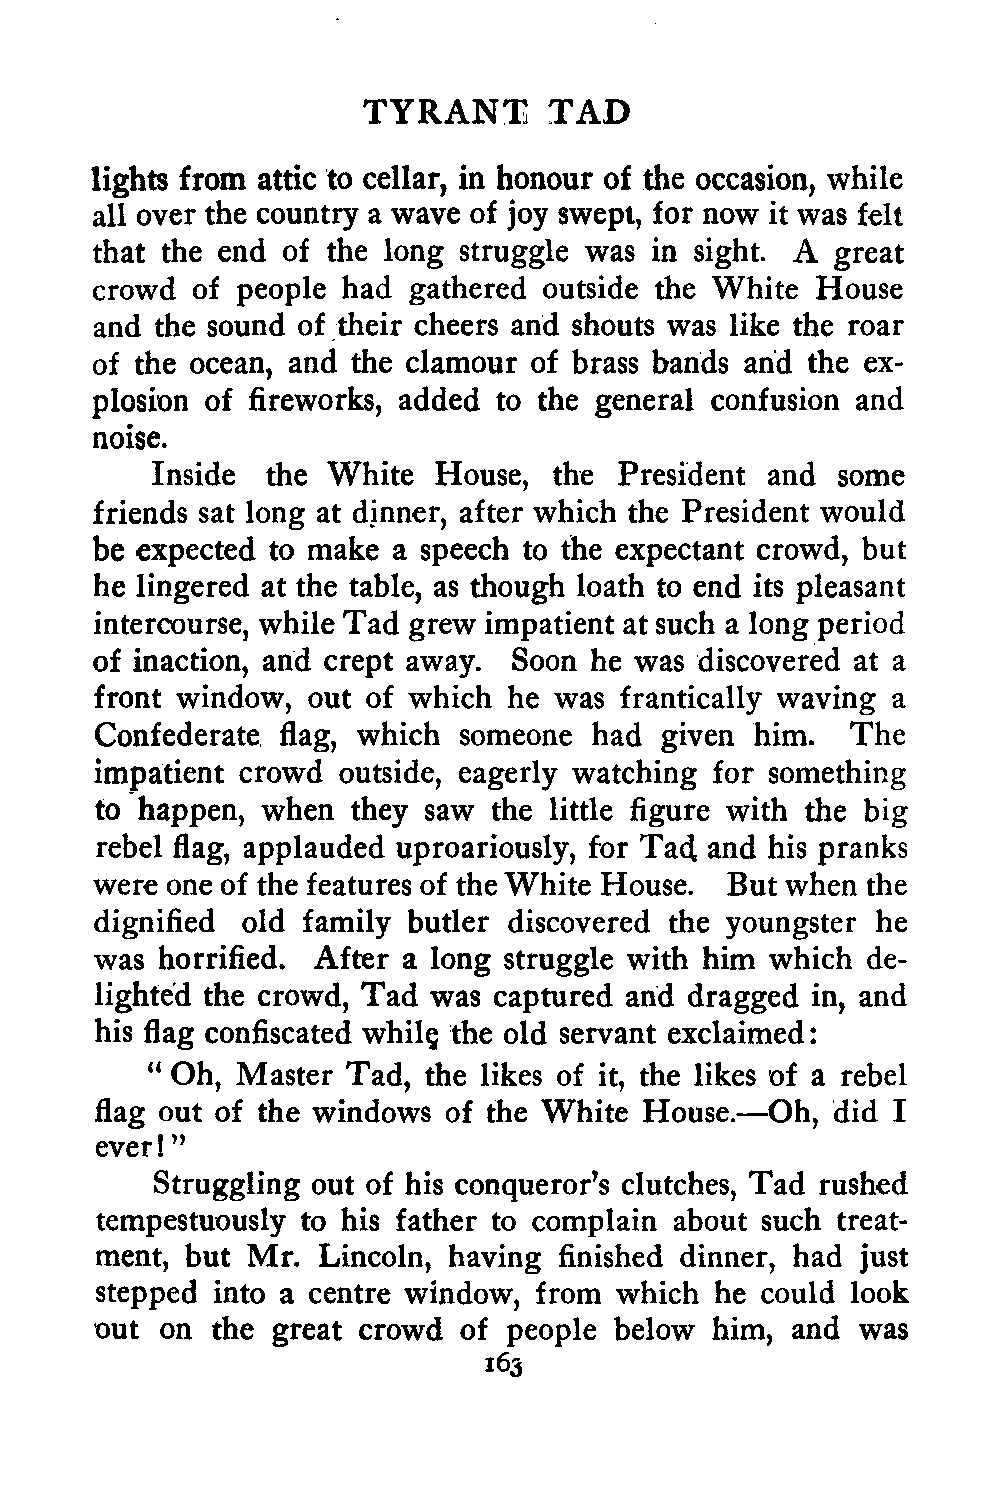 TYRANT TAD
lights from attic to cellar, in honour of the occasion, while
all over the country a wave of joy swept, for now it was felt
that the end of the long struggle was in sight. A great
crowd of people had gathered outside the White House
and the sound of their cheers and shouts was like the roar
of the ocean, and the clamour of brass bands and the ex-
plosion of fireworks, added to the general confusion and
noise.
Inside the White House, the President and some
friends sat long at dinner, after which the President would
be expected to make a speech to the expectant crowd, but
he lingered at the table, as though loath to end its pleasant
intercourse, while Tad grew impatient at such a long period
of inaction, and crept away. Soon he was discovered at a
front window, out of which he was frantically waving a
Confederate flag, which someone had given him. The
impatient crowd outside, eagerly watching for something
to happen, when they saw the little figure with the big
rebel flag, applauded uproariously, for Tad and his pranks
were one of the features of the White House. But when the
dignified old family butler discovered the youngster he
was horrified. After a long struggle with him which de-
lighted the crowd, Tad was captured and dragged in, and
his flag confiscated while the old servant exclaimed:
“Oh, Master Tad, the likes of it, the likes of a rebel
flag out of the windows of the White House.—Oh, did I
ever!”
Struggling out of his conqueror's clutches, Tad rushed
tempestuously to his father to complain about such treat-
ment, but Mr. Lincoln, having finished dinner, had just
stepped into a centre window, from which he could look
out on the great crowd of people below him, and was
163